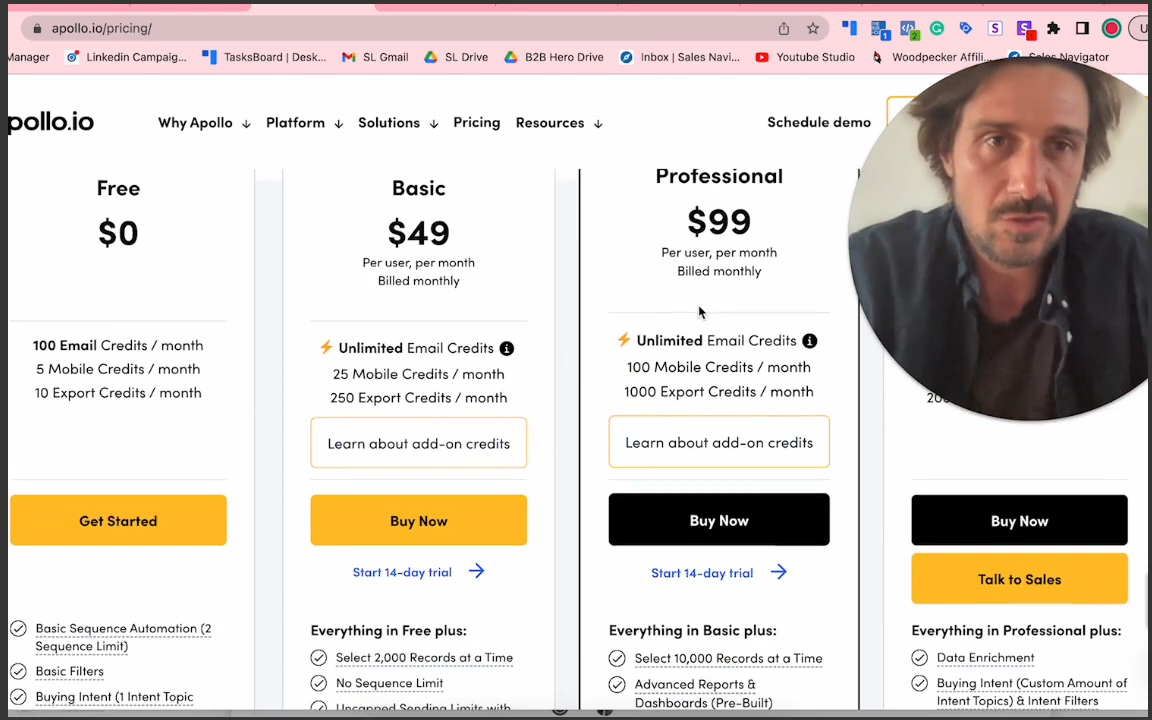 apollo.io/pricing/
Manager
Linkedin Campaig...
TasksBoard | Desk...
SL Gmail
SL Drive
B2B Hero Drive
Inbox | Sales Navi...
Youtube Studio
Woodpecker Affili...
Sales Navigator
pollo.io
Why Apollo
Platform
Solutions
Pricing
Resources
Schedule demo
Free
$0
100 Email Credits / month
5 Mobile Credits / month
10 Export Credits / month
Get Started
Basic Sequence Automation (2
Sequence Limit)
Basic Filters
Buying Intent (1 Intent Topic
Basic
$49
Per user, per month
Billed monthly
Unlimited Email Credits
25 Mobile Credits / month
250 Export Credits / month
Learn about add-on credits
Buy Now
Start 14-day trial
Everything in Free plus:
Select 2,000 Records at a Time
No Sequence Limit
Uncapped Sending Limits with
Professional
$99
Per user, per month
Billed monthly
Unlimited Email Credits
100 Mobile Credits / month
1000 Export Credits / month
Learn about add-on credits
Buy Now
Start 14-day trial
Everything in Basic plus:
Select 10,000 Records at a Time
Advanced Reports &
Dashboards (Pre-Built)
Buy Now
Talk to Sales
Everything in Professional plus:
Data Enrichment
Buying Intent (Custom Amount of
Intent Topics) & Intent Filters